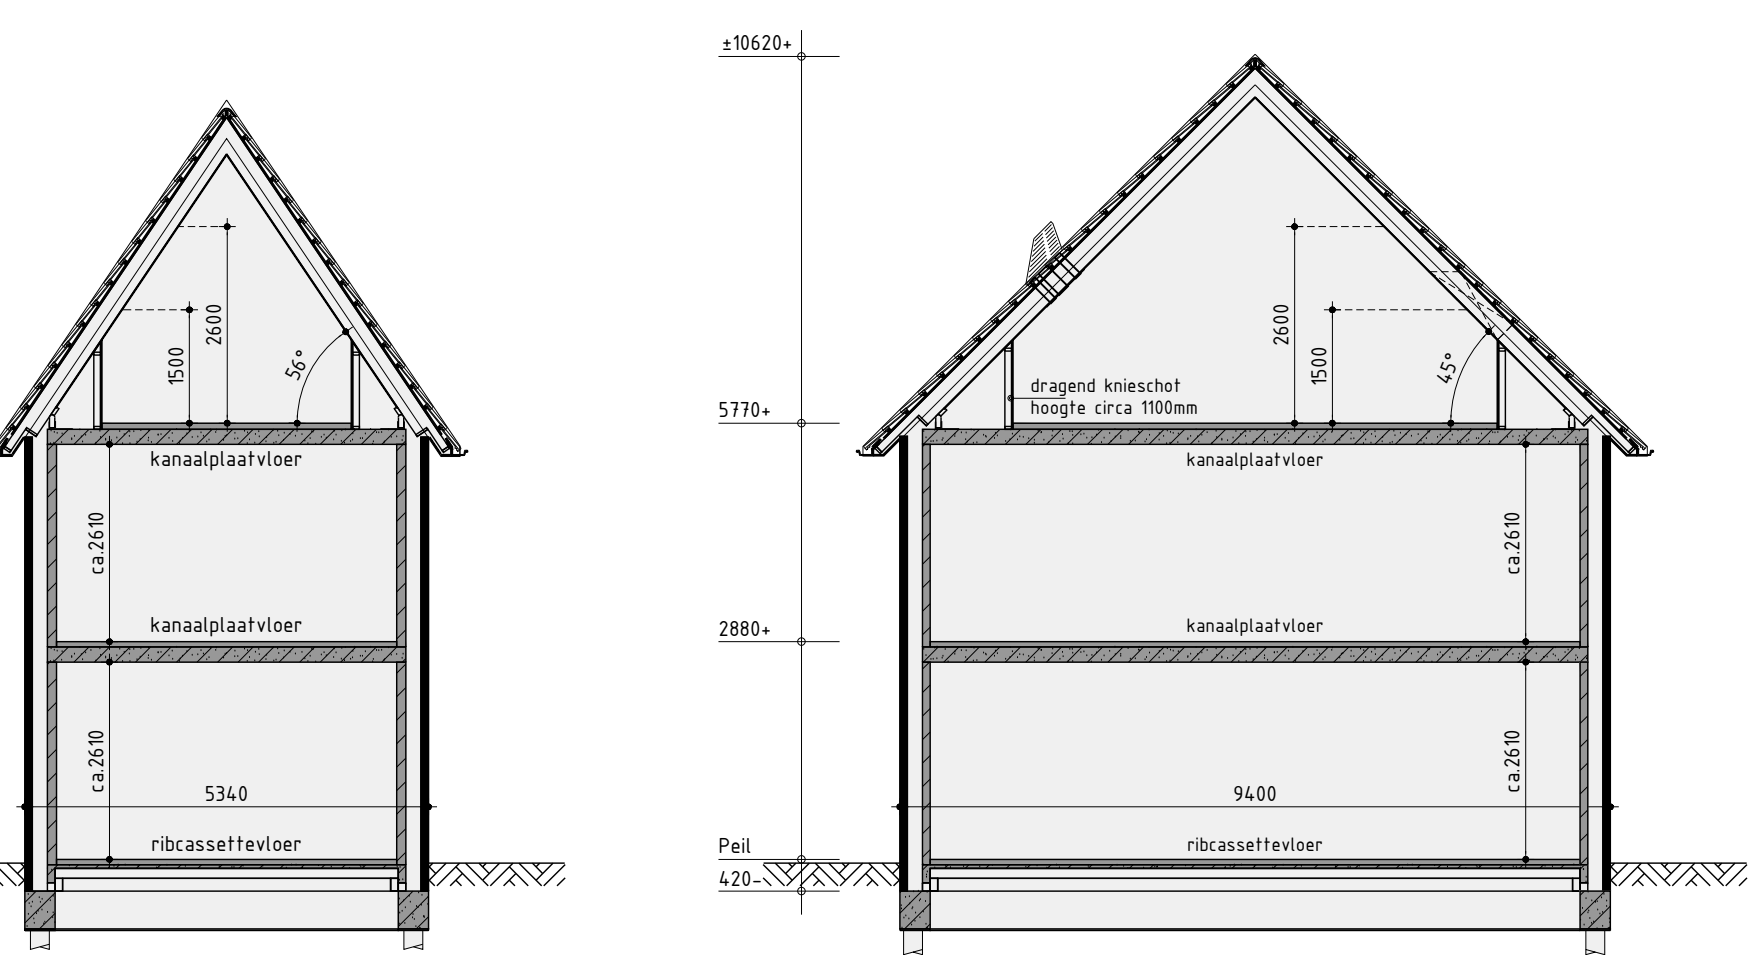 2600
1500
56°
kanaalplaatvloer
ca.2610
kanaalplaatvloer
ca.2610
5340
ribcassettevloer
±10620+
5770+
2880+
Peil
420-
2600
1500
45°
dragend knieschot
hoogte circa 1100mm
kanaalplaatvloer
ca.2610
kanaalplaatvloer
ca.2610
9400
ribcassettevloer